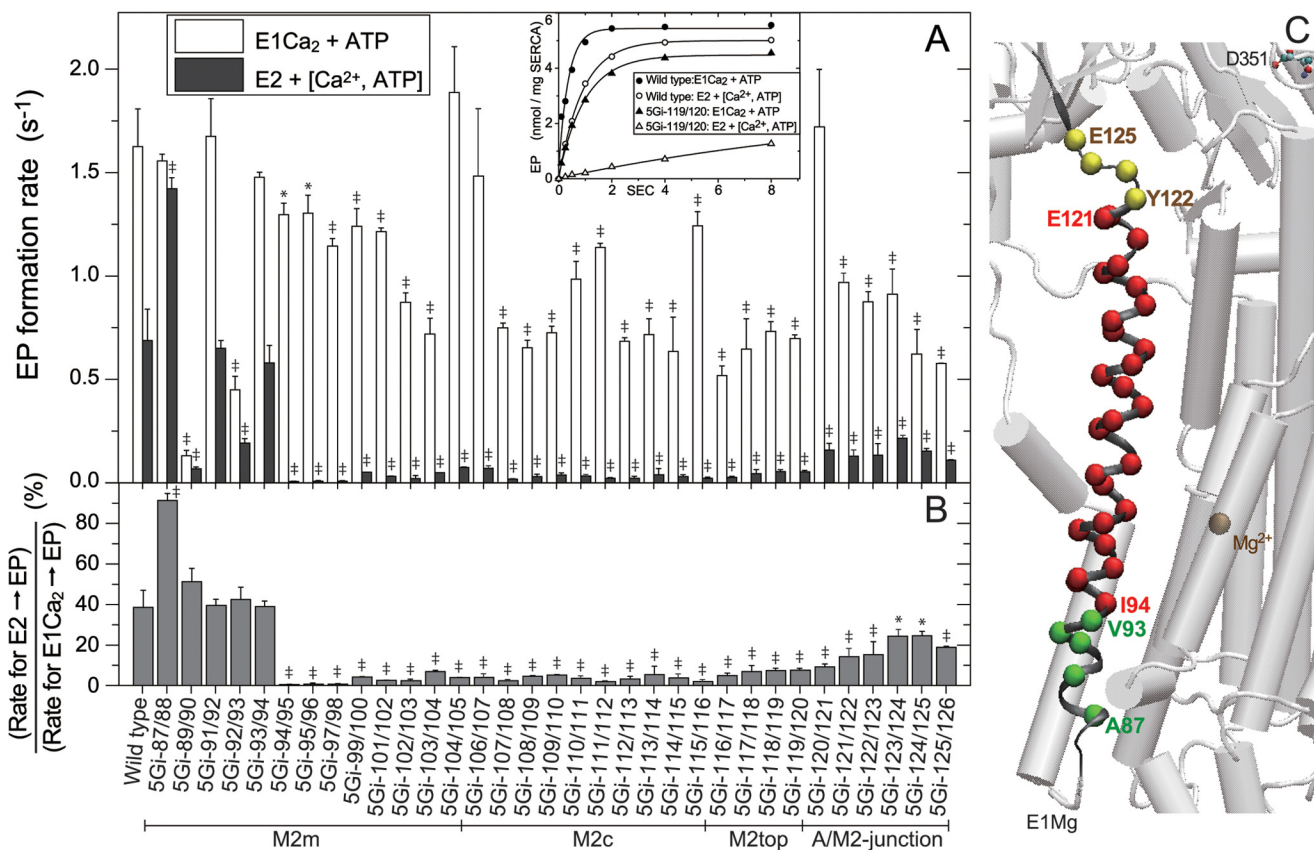 A
E1Ca2 + ATP
E2 + [Ca2+, ATP]
EP formation rate (s-1)
2.0
1.5
1.0
0.5
0.0
EP (nmol / mg SERCA)
6
4
2
0
0 2 4 6 8
SEC
Wild type:E1Ca2 + ATP
Wild type: E2 + [Ca2+, ATP]
5Gi-119/120: E1Ca2 + ATP
5Gi-119/120: E2 + [Ca2+, ATP]
B
(Rate for E2 → EP)
(Rate for E1Ca2 → EP)
(%)
80
60
40
20
0
Wild type
5Gi-87/88
5Gi-89/90
5Gi-91/92
5Gi-92/93
5Gi-93/94
5Gi-94/95
5Gi-95/96
5Gi-97/98
5Gi-99/100
5Gi-101/102
5Gi-102/103
5Gi-103/104
5Gi-104/105
5Gi-106/107
5Gi-107/108
5Gi-108/109
5Gi-109/110
5Gi-110/111
5Gi-111/112
5Gi-112/113
5Gi-113/114
5Gi-114/115
5Gi-115/116
5Gi-116/117
5Gi-117/118
5Gi-118/119
5Gi-119/120
5Gi-120/121
5Gi-121/122
5Gi-122/123
5Gi-123/124
5Gi-124/125
5Gi-125/126
M2m
M2c
M2top
A/M2-junction
C
D351
E125
Y122
E121
Mg2+
I94
V93
A87
E1Mg